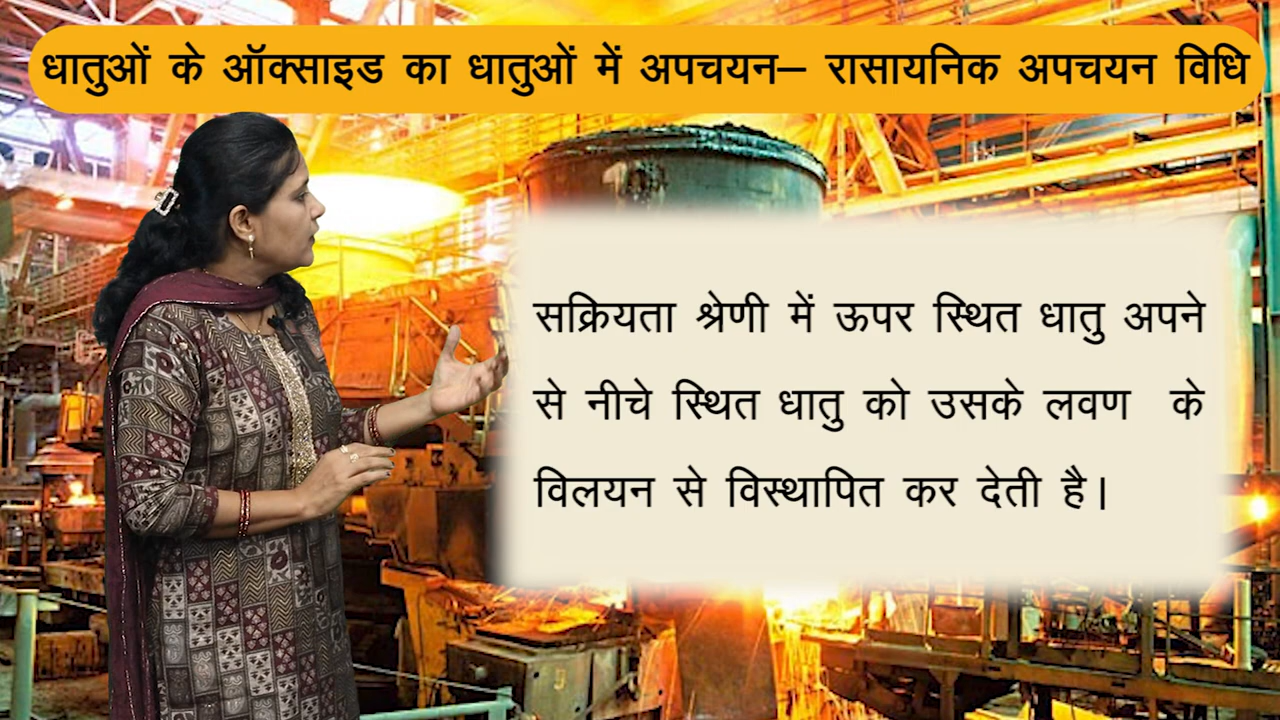 धातुओं के ऑक्साइड का धातुओं में अपचयन– रासायनिक अपचयन विधि
सक्रियता श्रेणी में ऊपर स्थित धातु अपने
से नीचे स्थित धातु को उसके लवण के
विलयन से विस्थापित कर देती है।